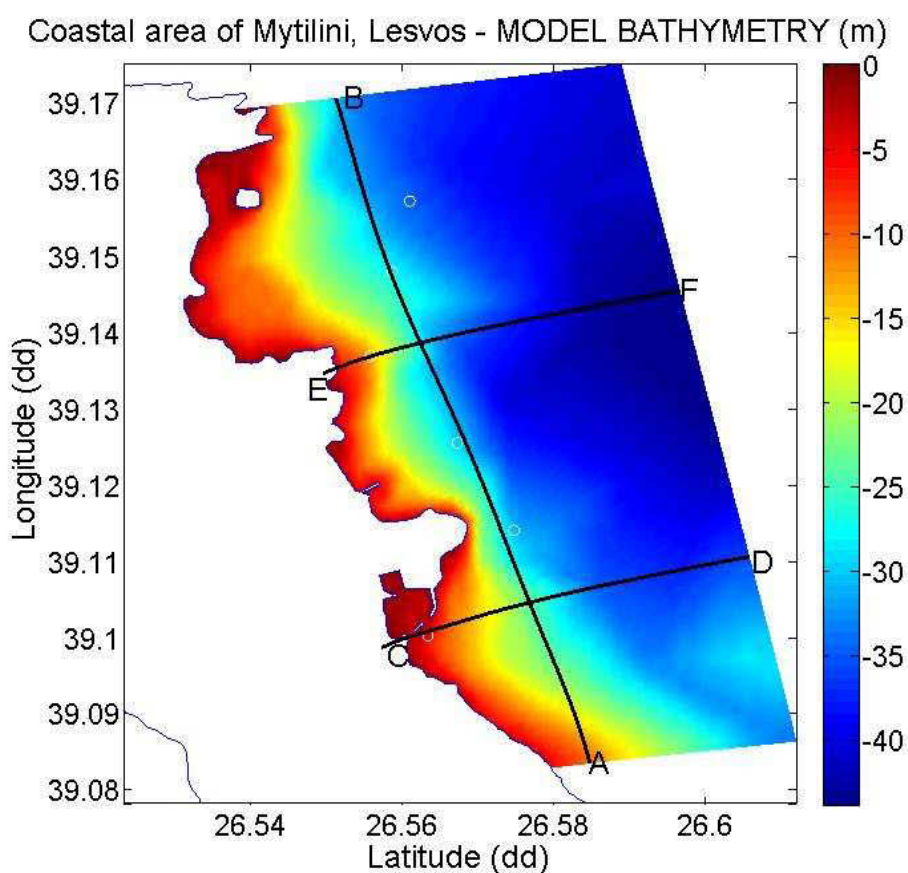 Coastal area of Mytilini, Lesvos - MODEL BATHYMETRY (m)
39.17
39.16
39.15
39.14
39.13
39.12
39.11
39.1
39.09
39.08
Longitude (dd)
B
F
E
D
C
A
0
-5
-10
-15
-20
-25
-30
-35
-40
26.54 26.56 26.58 26.6
Latitude (dd)